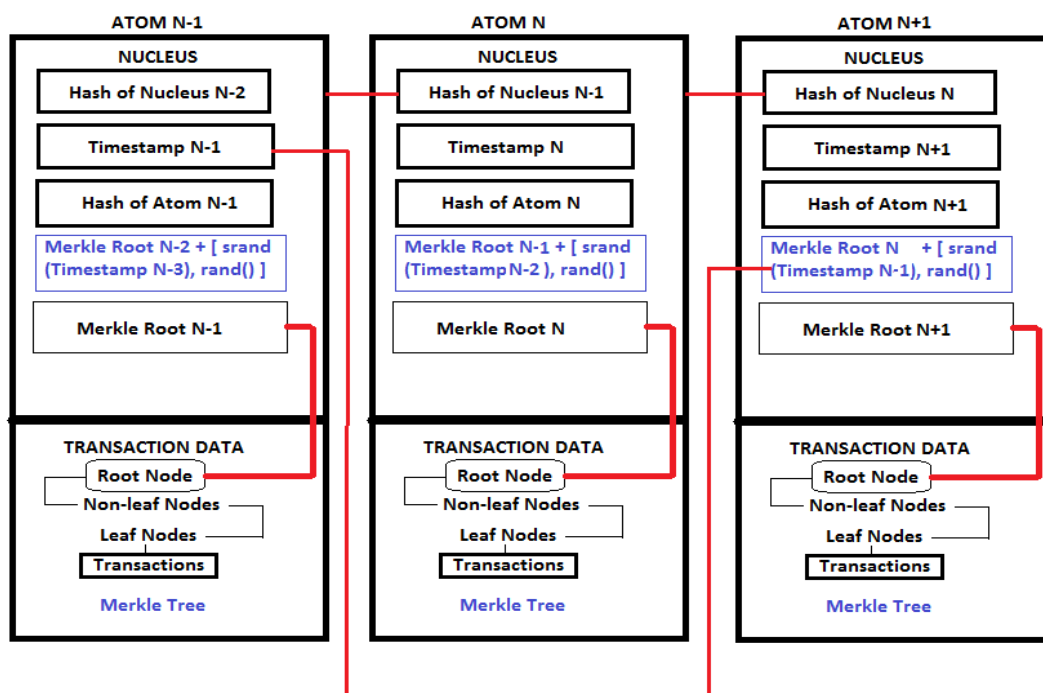 ATOM N-1
NUCLEUS
Hash of Nucleus N-2
Timestamp N-1
Hash of Atom N-1
Merkle Root N-2 + [ srand
(Timestamp N-3), rand() ]
Merkle Root N-1
TRANSACTION DATA
Root Node
Non-leaf Nodes
Leaf Nodes
Transactions
Merkle Tree
ATOM N
NUCLEUS
Hash of Nucleus N-1
Timestamp N
Hash of Atom N
Merkle Root N-1 + [ srand
(Timestamp N-2 ), rand() ]
Merkle Root N
TRANSACTION DATA
Root Node
Non-leaf Nodes
Leaf Nodes
Transactions
Merkle Tree
ATOM N+1
NUCLEUS
Hash of Nucleus N
Timestamp N+1
Hash of Atom N+1
Merkle Root N + [ srand
(Timestamp N-1), rand() ]
Merkle Root N+1
TRANSACTION DATA
Root Node
Non-leaf Nodes
Leaf Nodes
Transactions
Merkle Tree